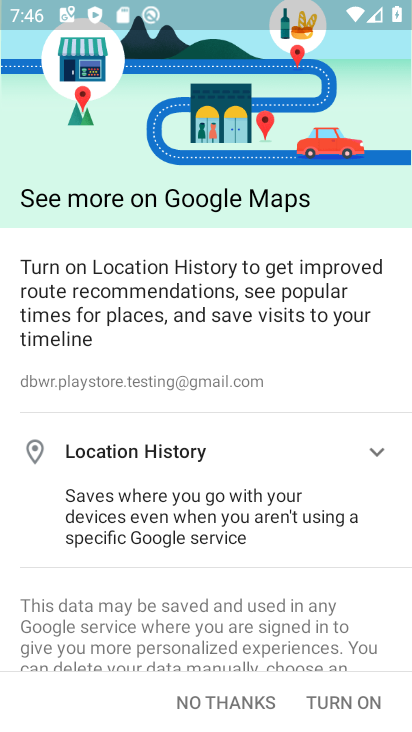 7:46
See more on Google Maps
Turn on Location History to get improved
route recommendations, see popular
times for places, and save visits to your
timeline
dbwr.playstore.testing@gmail.com
Location History
Saves where you go with your
devices even when you aren't using a
specific Google service
This data may be saved and used in any
Google service where you are signed in to
give you more personalized experiences. You
can delete your data manually, choose an
NO THANKS TURN ON